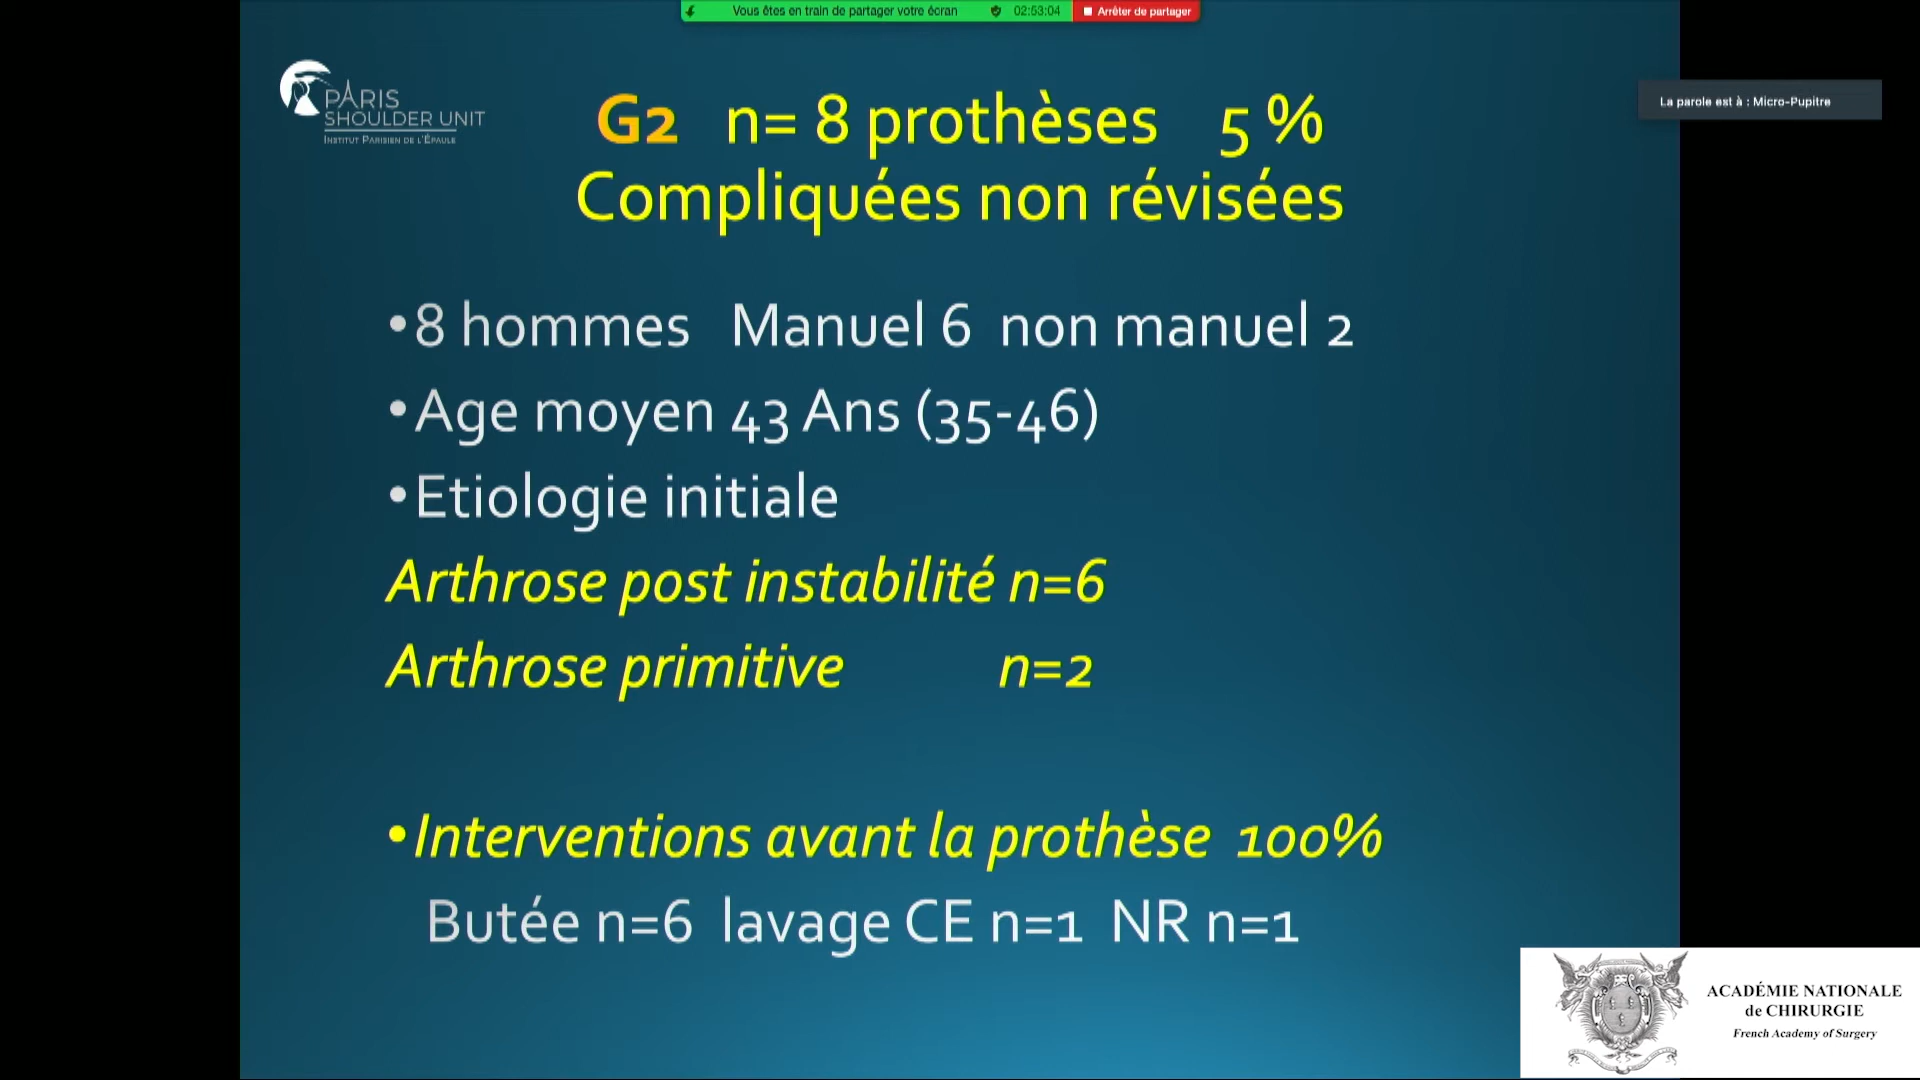 Vous êtes en train de partager votre écran 02:53:04 Arrêter de partager
La parole est à : Micro-Pupitre
PARIS
SHOULDER UNIT
INSTITUT PARISIEN DE L'ÉPAULE
G2 n= 8 prothèses 5 %
Compliquées non révisées
•8 hommes Manuel 6 non manuel 2
•Age moyen 43 Ans (35-46)
•Etiologie initiale
Arthrose post instabilité n=6
Arthrose primitive n=2
•Interventions avant la prothèse 100%
Butée n=6 lavage CE n=1 NR n=1
ACADÉMIE NATIONALE
de CHIRURGIE
French Academy of Surgery